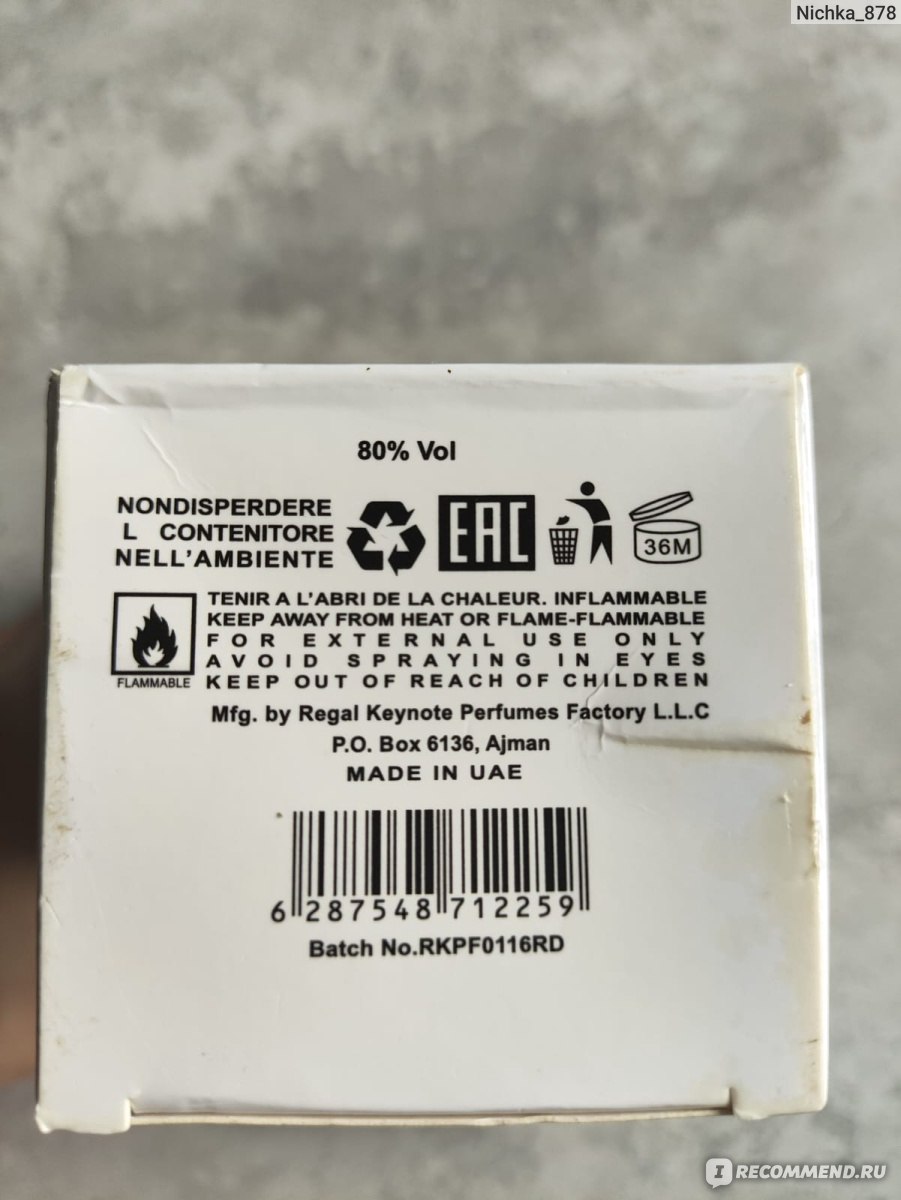 Nichka_878
80% Vol
NONDISPERDERE
L CONTENITORE
NELL'AMBIENTE
EAC
36M
TENIR A L'ABRI DE LA CHALEUR. INFLAMMABLE
KEEP AWAY FROM HEAT OR FLAME-FLAMMABLE
FOR EXTERNAL USE ONLY
AVOID SPRAYING IN EYES
KEEP OUT OF REACH OF CHILDREN
FLAMMABLE
Mfg. by Regal Keynote Perfumes Factory L.L.C
P.O. Box 6136, Ajman
MADE IN UAE
6 287548 712259
Batch No.RKPF0116RD
I RECOMMEND.RU